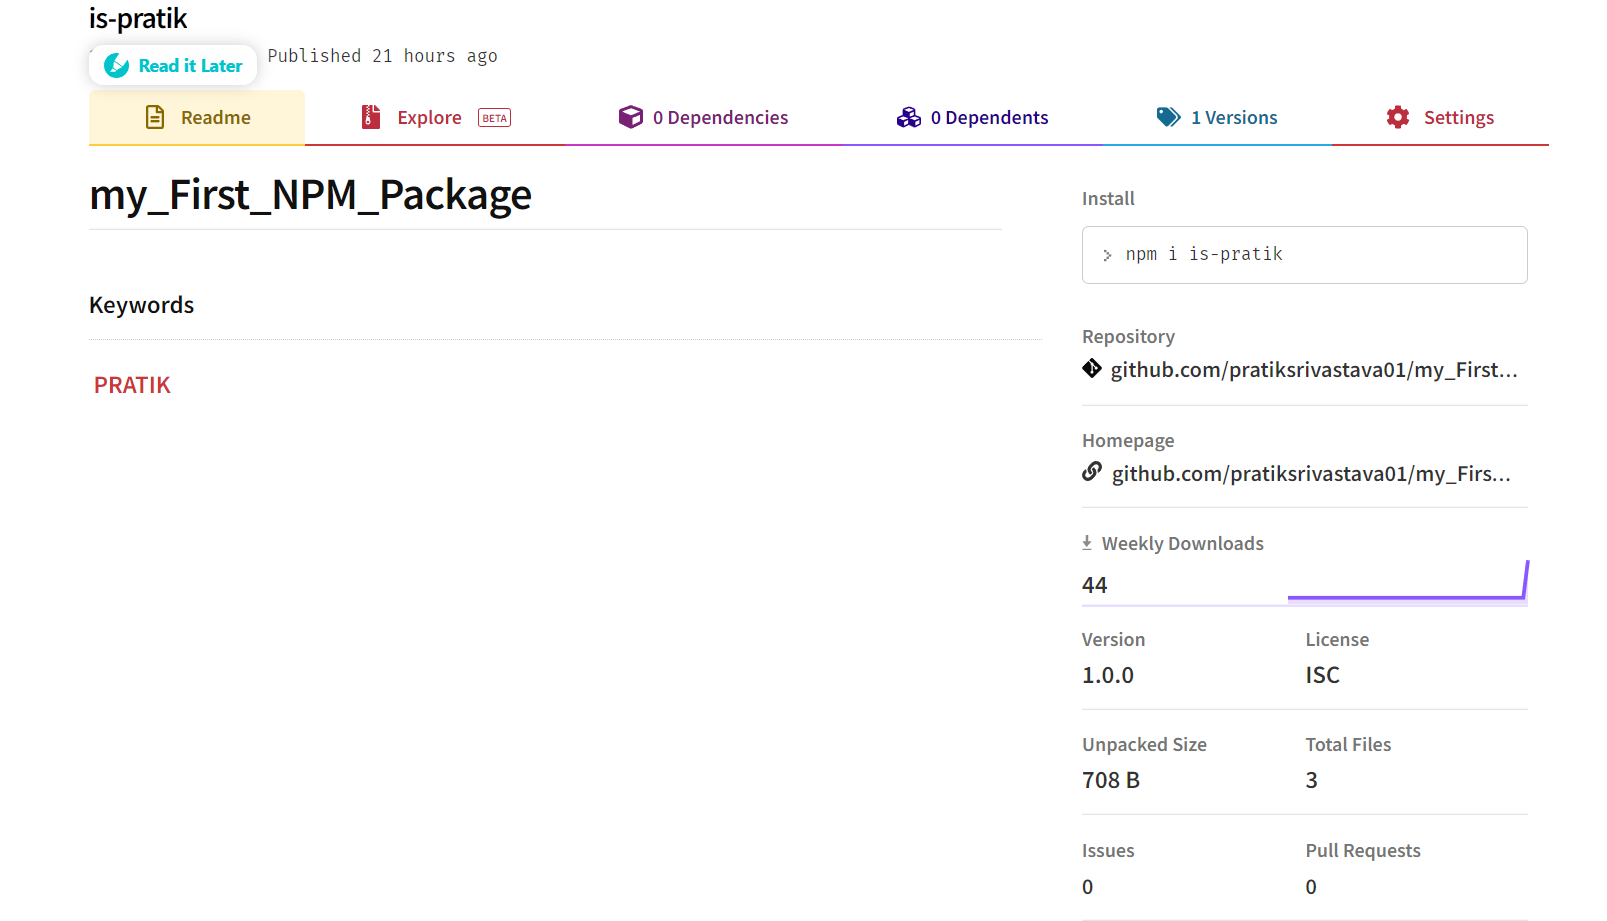 is-pratik
Read it Later
Published 21 hours ago
Readme
Explore BETA
0 Dependencies
0 Dependents
1 Versions
Settings
my_First_NPM_Package
Keywords
PRATIK
Install
> npm i is-pratik
Repository
github.com/pratiksrivastava01/my_First...
Homepage
github.com/pratiksrivastava01/my_Firs...
Weekly Downloads
44
Version
1.0.0
License
ISC
Unpacked Size
708 B
Total Files
3
Issues
0
Pull Requests
0